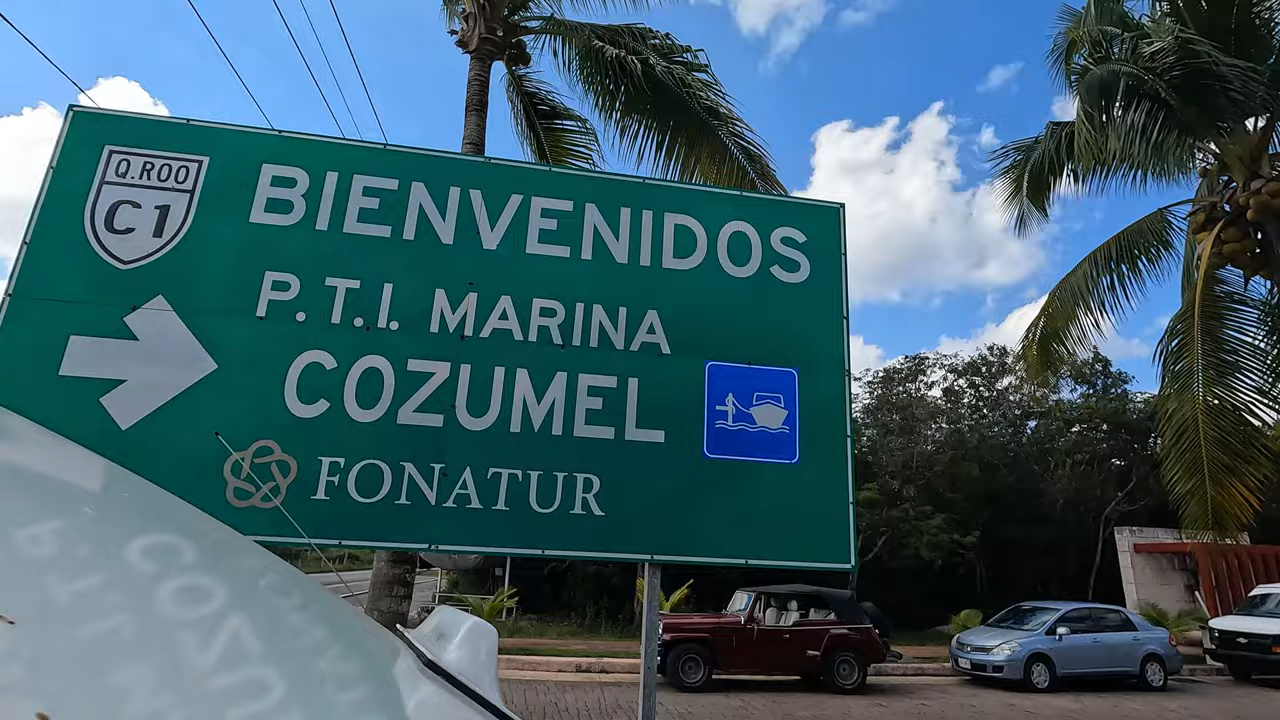 Q.ROO
C1
BIENVENIDOS
P.T.I. MARINA
COZUMEL
FONATUR